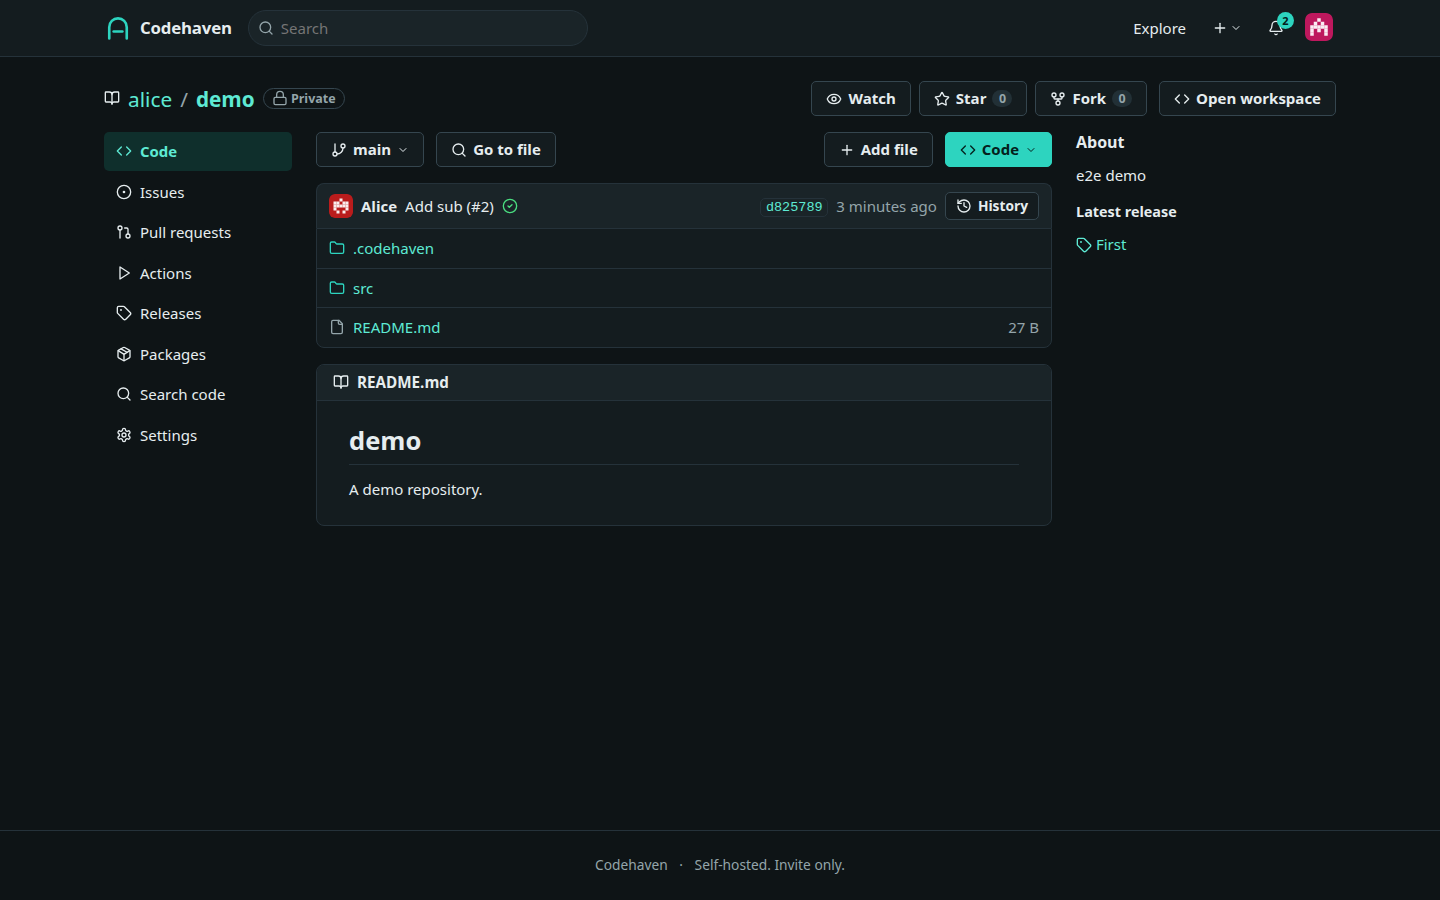 Codehaven
Search
Explore
2
alice / demo
Private
Watch
Star 0
Fork 0
Open workspace
Code
Issues
Pull requests
Actions
Releases
Packages
Search code
Settings
main
Go to file
Add file
Code
Alice Add sub (#2)
d825789 3 minutes ago
History
.codehaven
src
README.md 27 B
README.md
demo
A demo repository.
About
e2e demo
Latest release
First
Codehaven · Self-hosted. Invite only.